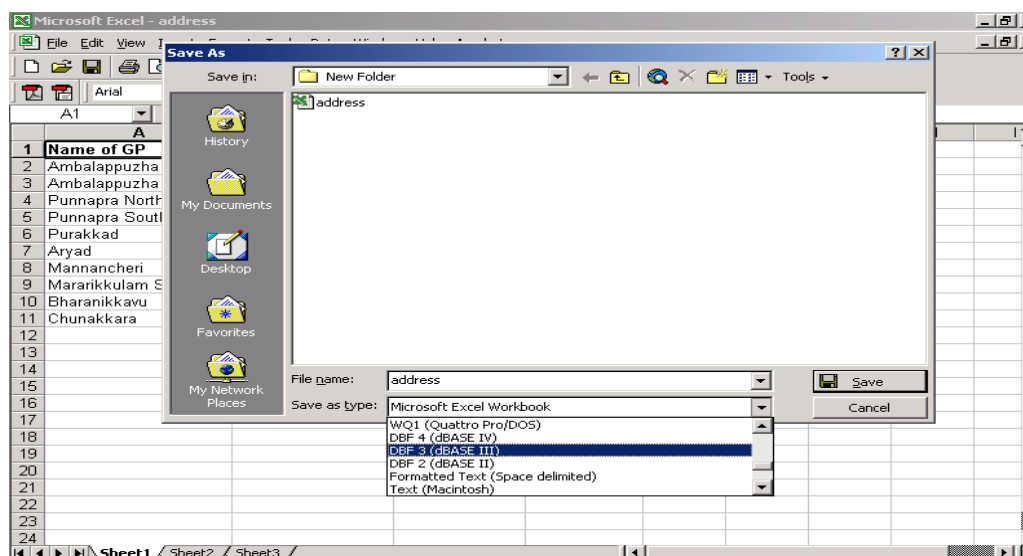 Microsoft Excel - address
File Edit View
Save As
Save in: New Folder Tools
Arial
address
A1
A
History
1 Name of GP
2 Ambalappuzha
3 Ambalappuzha
4 Punnapra North
My Documents
5 Punnapra South
6 Purakkad
7 Aryad
8 Mannancheri
Desktop
9 Mararikkulam S
10 Bharanikkavu
11 Chunakkara
Favorites
12
13
14
15
16
17
18
19
20
21
22
23
24
My Network
Places
File name: address Save
Save as type: Microsoft Excel Workbook Cancel
WQ1 (Quattro Pro/DOS)
DBF 4 (dBASE IV)
DBF 3 (dBASE III)
DBF 2 (dBASE II)
Formatted Text (Space delimited)
Text (Macintosh)
Sheet1 Sheet2 Sheet3